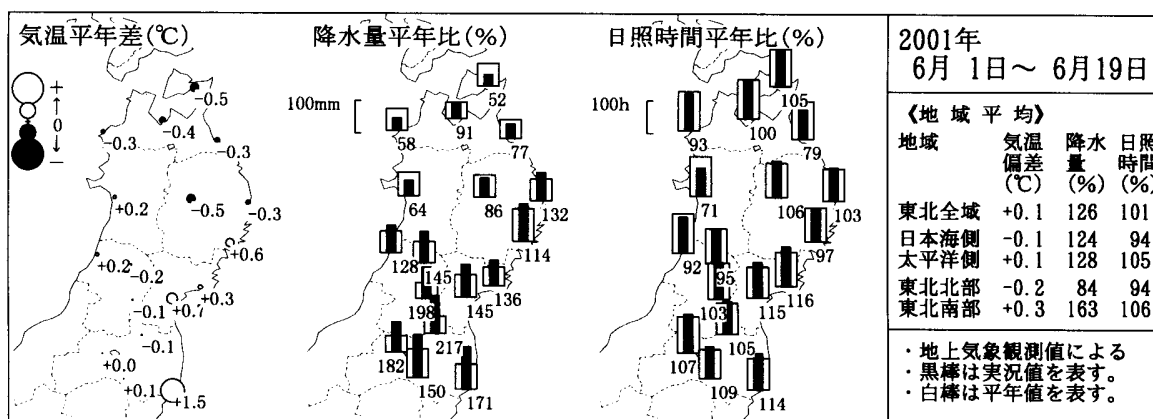 気温平年差(℃)
+
↑
0
↓
−
−0.5
−0.4
−0.3
−0.3
+0.2
−0.5
−0.3
+0.6
+0.2
−0.2
+0.3
−0.1
+0.7
−0.1
+0.0
+0.1
+1.5
降水量平年比(%)
100mm
52
58
91
77
64
86
132
114
128
145
136
198
145
217
182
150
171
日照時間平年比(%)
100h
105
93
100
79
71
106
103
97
92
95
116
103
115
105
107
109
114
2001年
6月 1日～ 6月19日
《地 域 平 均》
地域 気温 降水 日照
偏差 量 時間
(℃) (%) (%)
東北全域 +0.1 126 101
日本海側 −0.1 124 94
太平洋側 +0.1 128 105
東北北部 −0.2 84 94
東北南部 +0.3 163 106
・地上気象観測値による
・黒棒は実況値を表す。
・白棒は平年値を表す。